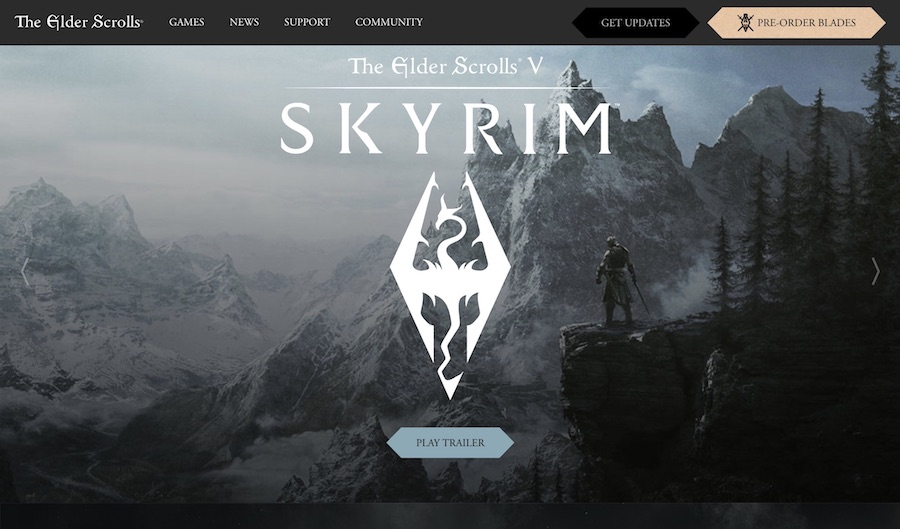 The Elder Scrolls®
GAMES
NEWS
SUPPORT
COMMUNITY
GET UPDATES
PRE-ORDER BLADES
The Elder Scrolls® V
SKYRIM
PLAY TRAILER